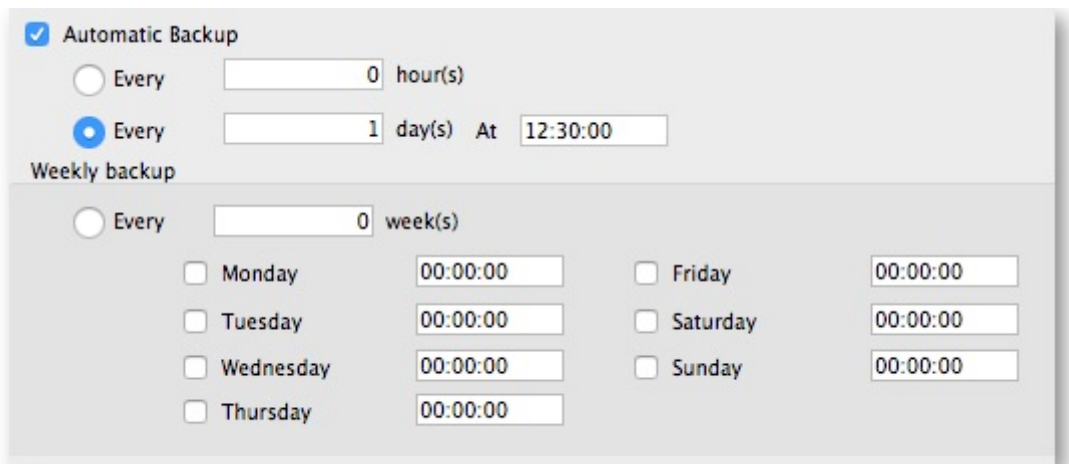 Automatic Backup
Every 0 hour(s)
Every 1 day(s) At 12:30:00
Weekly backup
Every 0 week(s)
Monday 00:00:00 Friday 00:00:00
Tuesday 00:00:00 Saturday 00:00:00
Wednesday 00:00:00 Sunday 00:00:00
Thursday 00:00:00